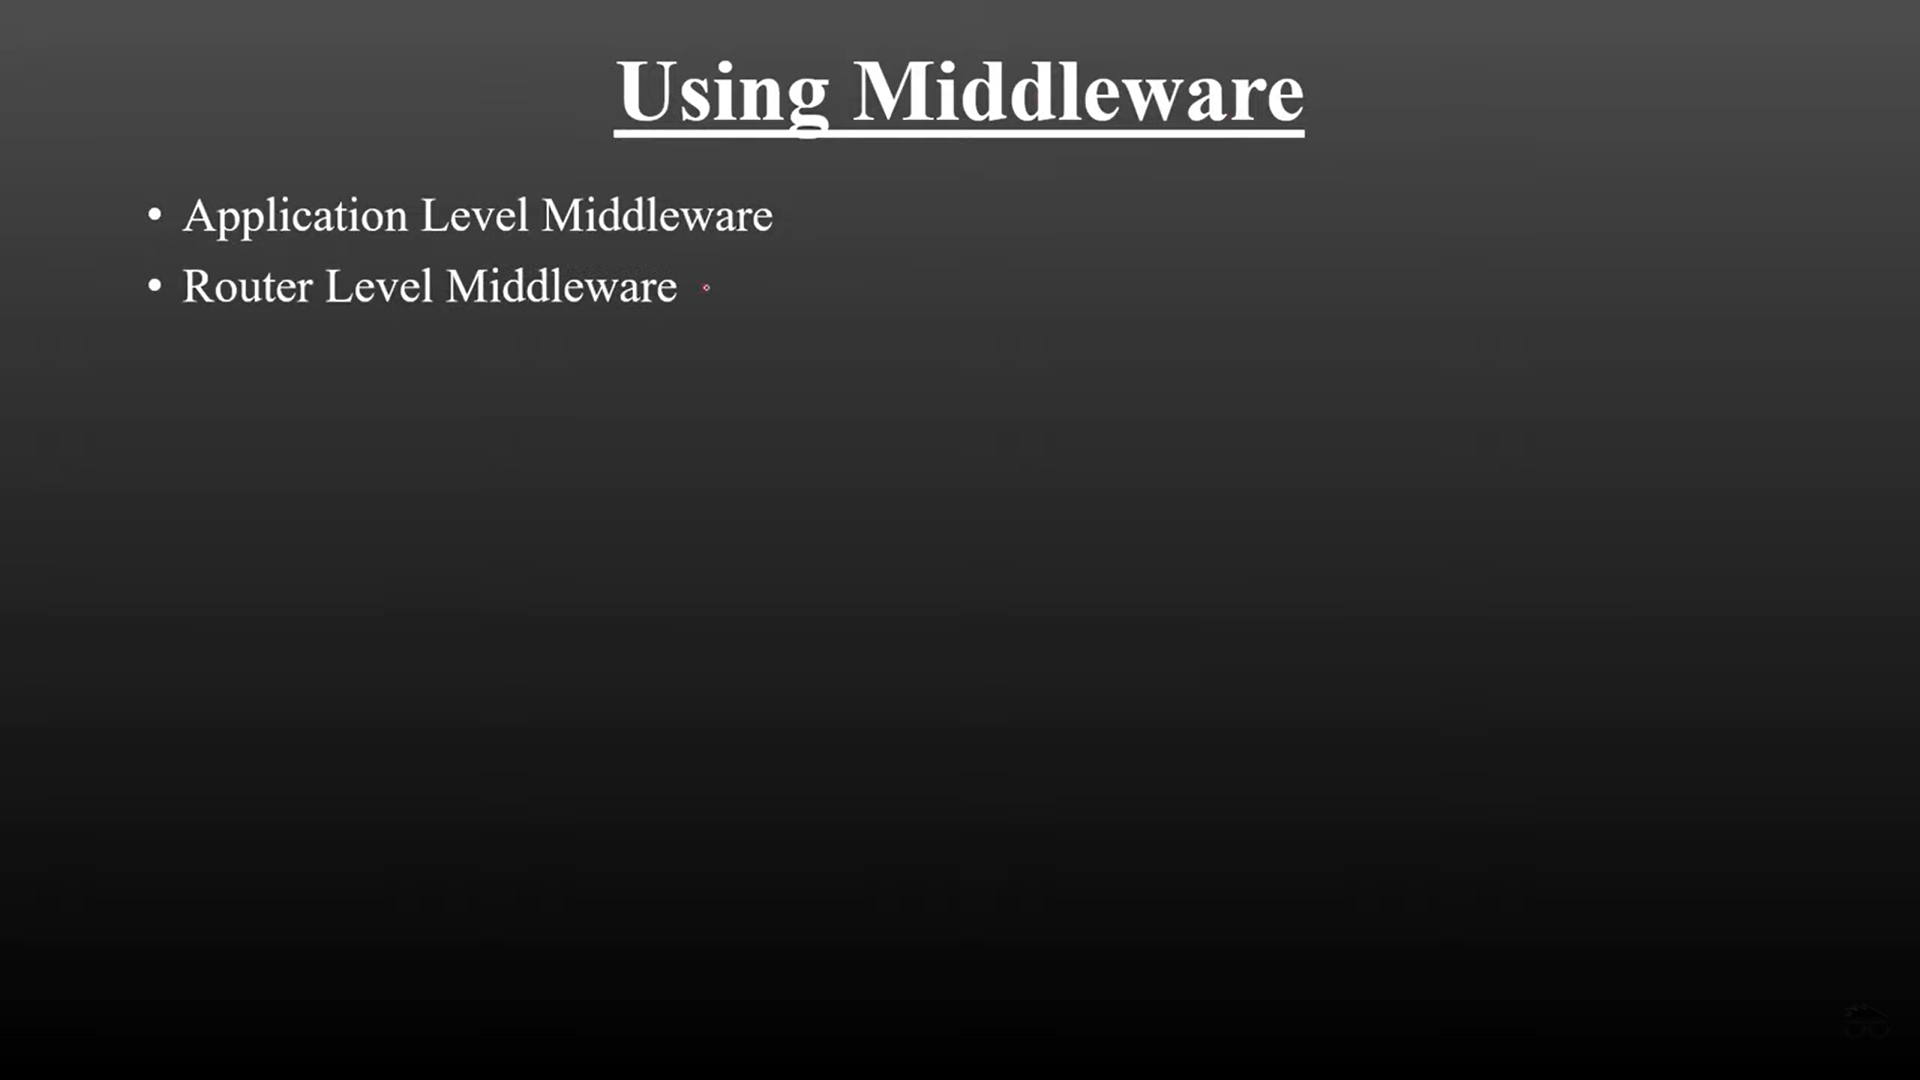 Using Middleware
• Application Level Middleware
• Router Level Middleware